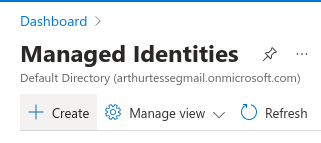 Dashboard >
Managed Identities ...
Default Directory (arthurtessegmail.onmicrosoft.com)
+ Create Manage view Refresh